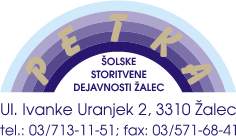 PETKA
ŠOLSKE
STORITVENE
DEJAVNOSTI ŽALEC
Ul. Ivanke Uranjek 2, 3310 Žalec
tel.: 03/713-11-51; fax: 03/571-68-41